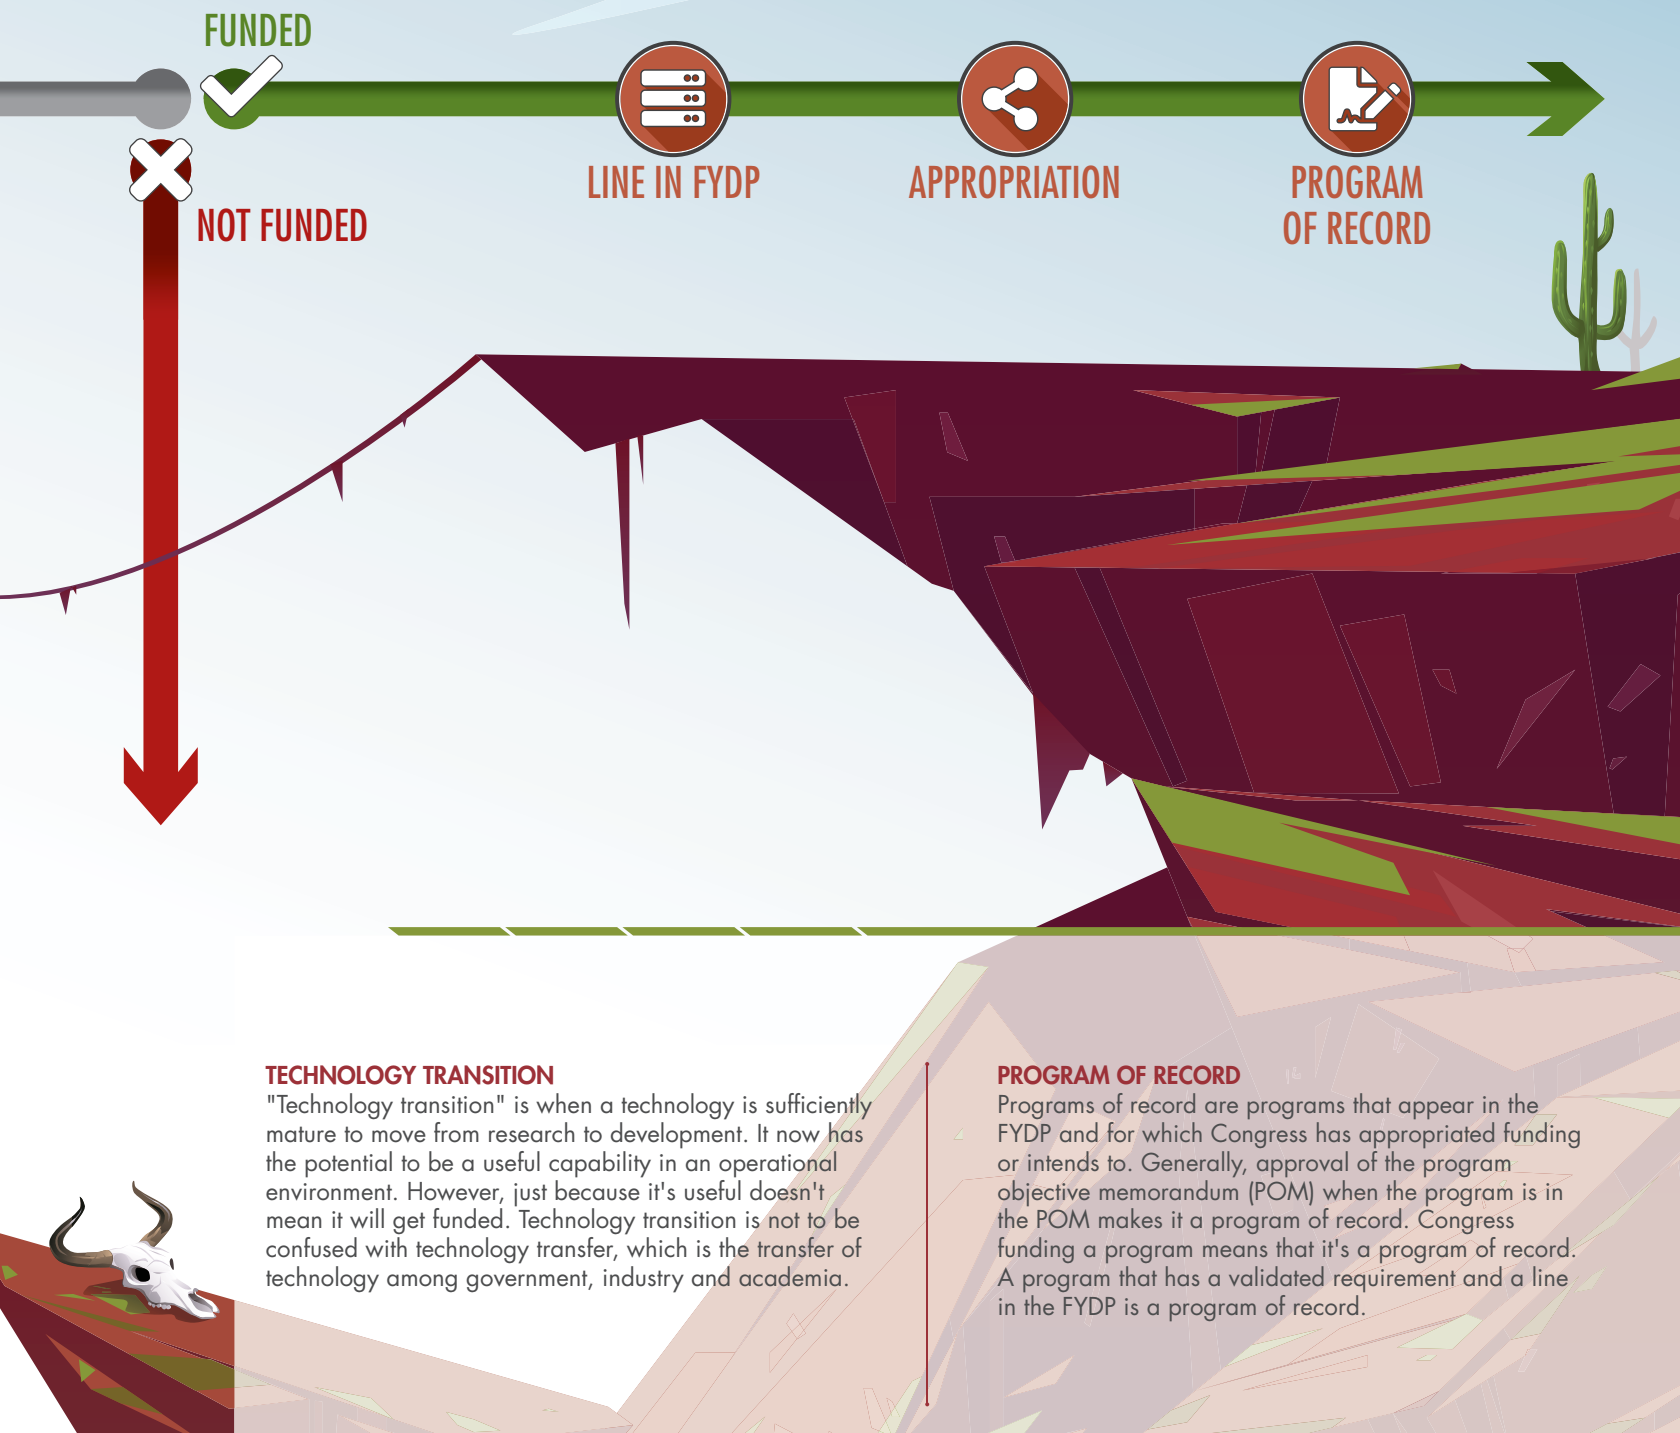 FUNDED
NOT FUNDED
LINE IN FYDP
APPROPRIATION
PROGRAM
OF RECORD
TECHNOLOGY TRANSITION
"Technology transition" is when a technology is sufficiently
mature to move from research to development. It now has
the potential to be a useful capability in an operational
environment. However, just because it's useful doesn't
mean it will get funded. Technology transition is not to be
confused with technology transfer, which is the transfer of
technology among government, industry and academia.
PROGRAM OF RECORD
Programs of record are programs that appear in the
FYDP and for which Congress has appropriated funding
or intends to. Generally, approval of the program
objective memorandum (POM) when the program is in
the POM makes it a program of record. Congress
funding a program means that it's a program of record.
A program that has a validated requirement and a line
in the FYDP is a program of record.